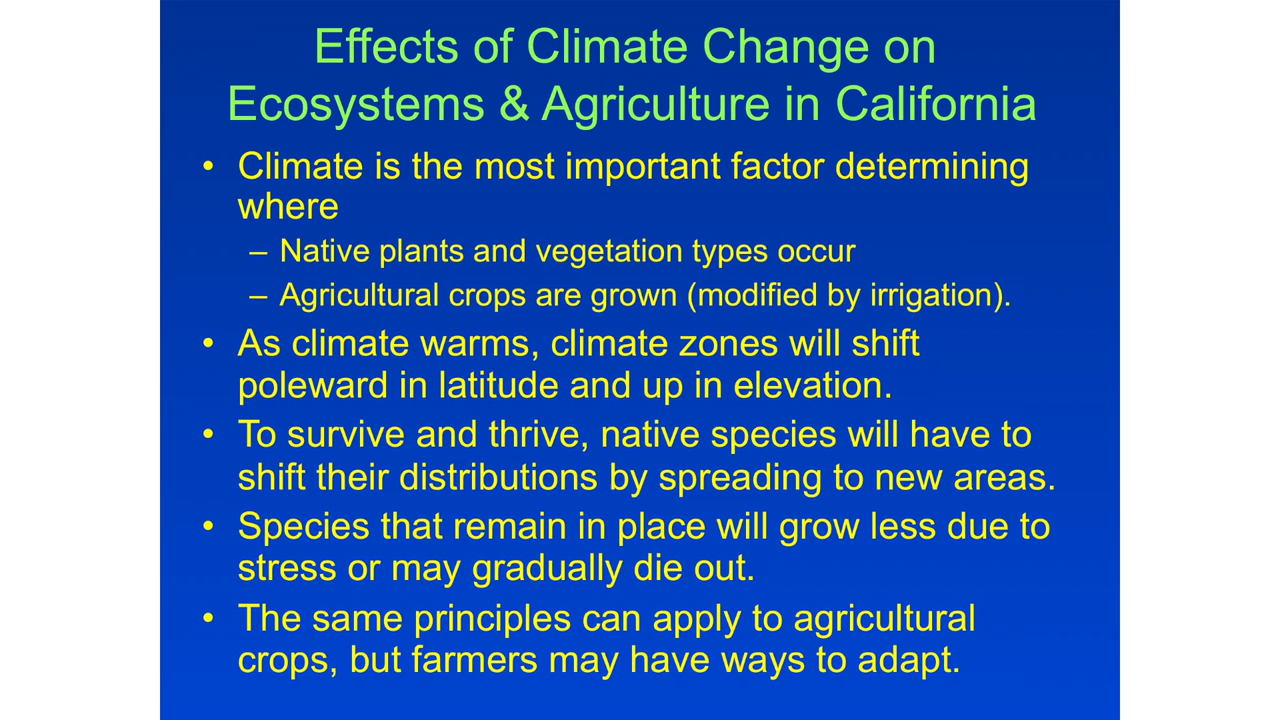 Effects of Climate Change on
Ecosystems & Agriculture in California
• Climate is the most important factor determining
where
– Native plants and vegetation types occur
– Agricultural crops are grown (modified by irrigation).
• As climate warms, climate zones will shift
poleward in latitude and up in elevation.
• To survive and thrive, native species will have to
shift their distributions by spreading to new areas.
• Species that remain in place will grow less due to
stress or may gradually die out.
• The same principles can apply to agricultural
crops, but farmers may have ways to adapt.